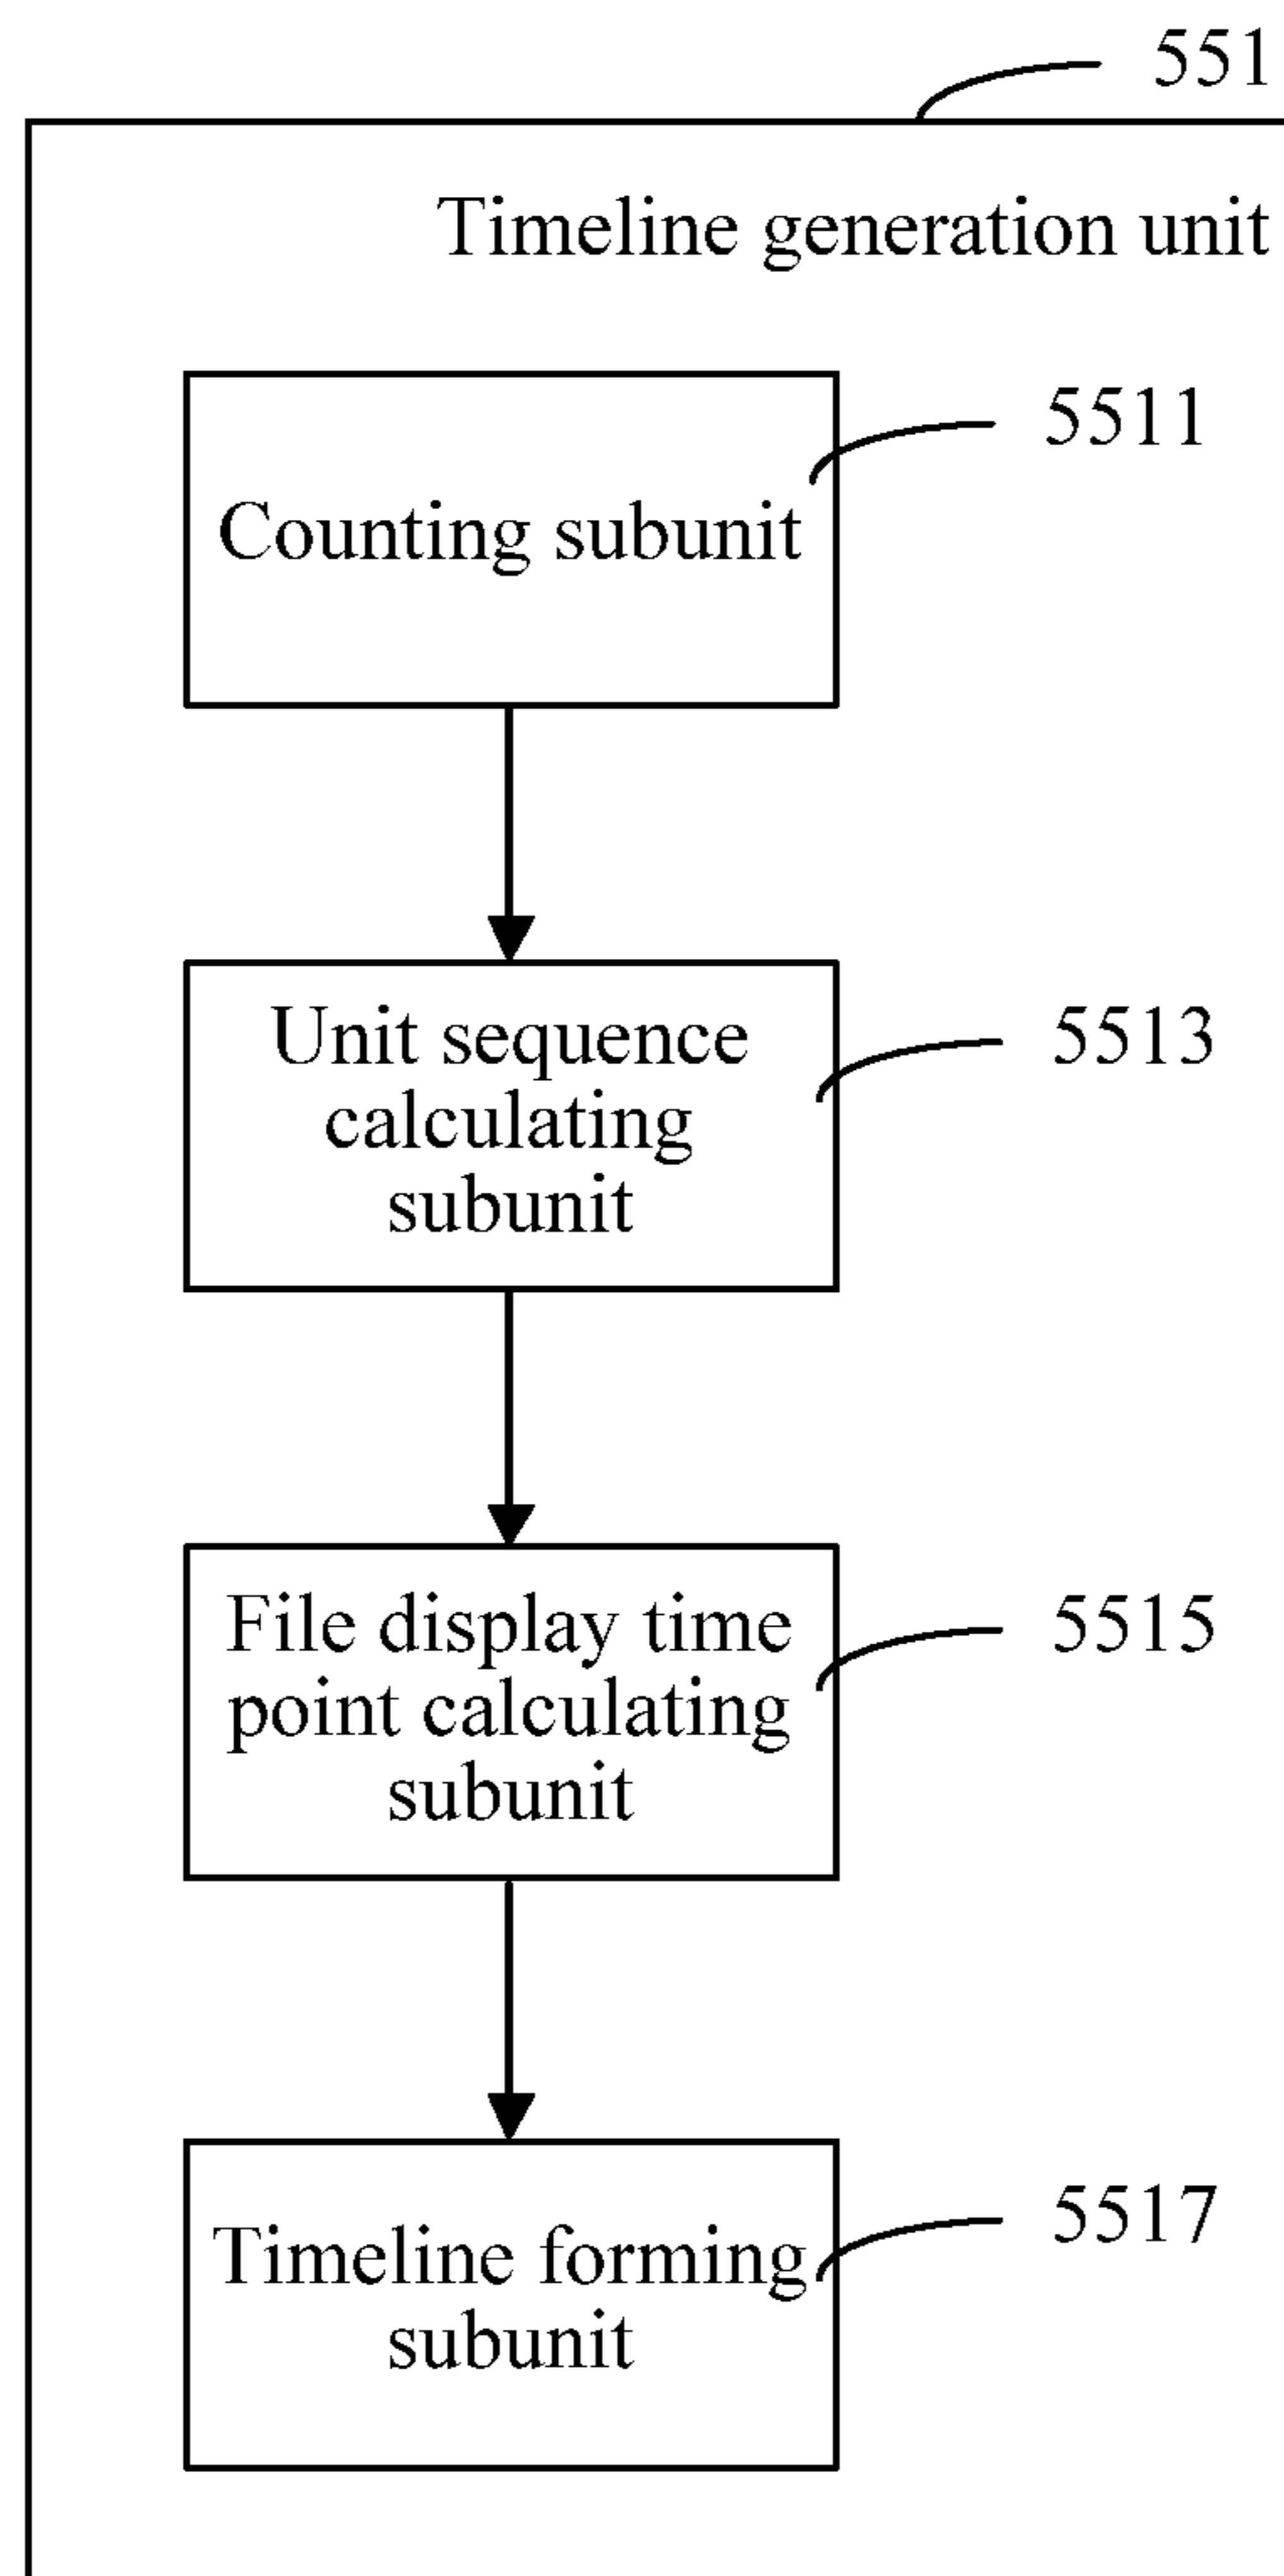 551
Timeline generation unit
5511
Counting subunit
5513
Unit sequence
calculating
subunit
5515
File display time
point calculating
subunit
5517
Timeline forming
subunit